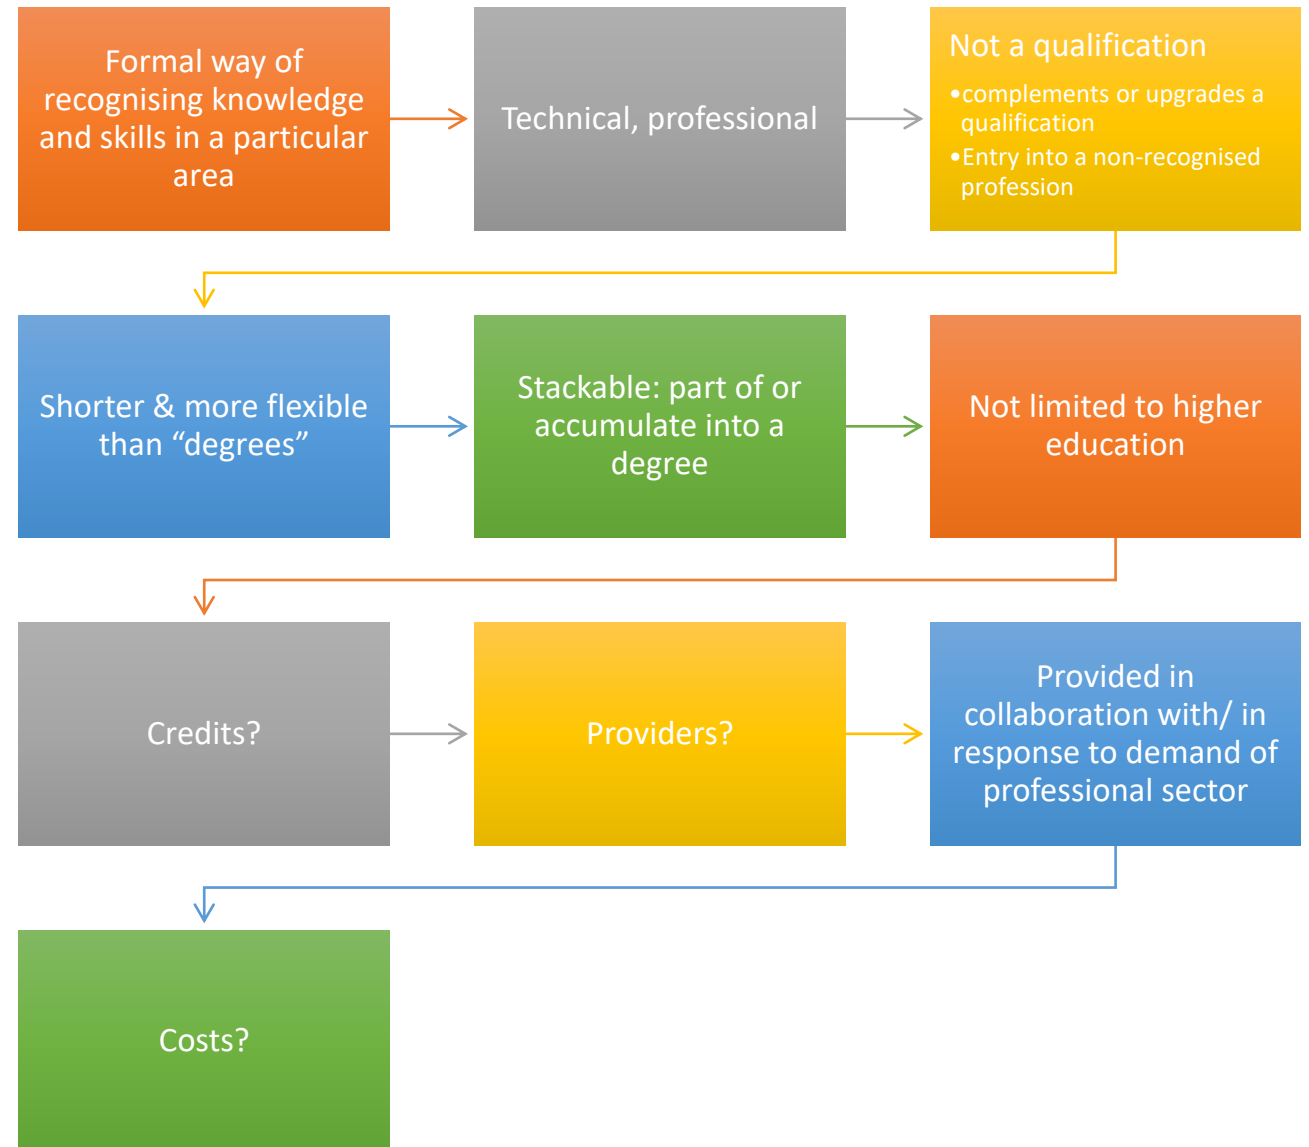 Formal way of
recognising knowledge
and skills in a particular
area
Technical, professional
Not a qualification
•complements or upgrades a
qualification
•Entry into a non-recognised
profession
Shorter & more flexible
than “degrees”
Stackable: part of or
accumulate into a
degree
Not limited to higher
education
Credits?
Providers?
Provided in
collaboration with/ in
response to demand of
professional sector
Costs?